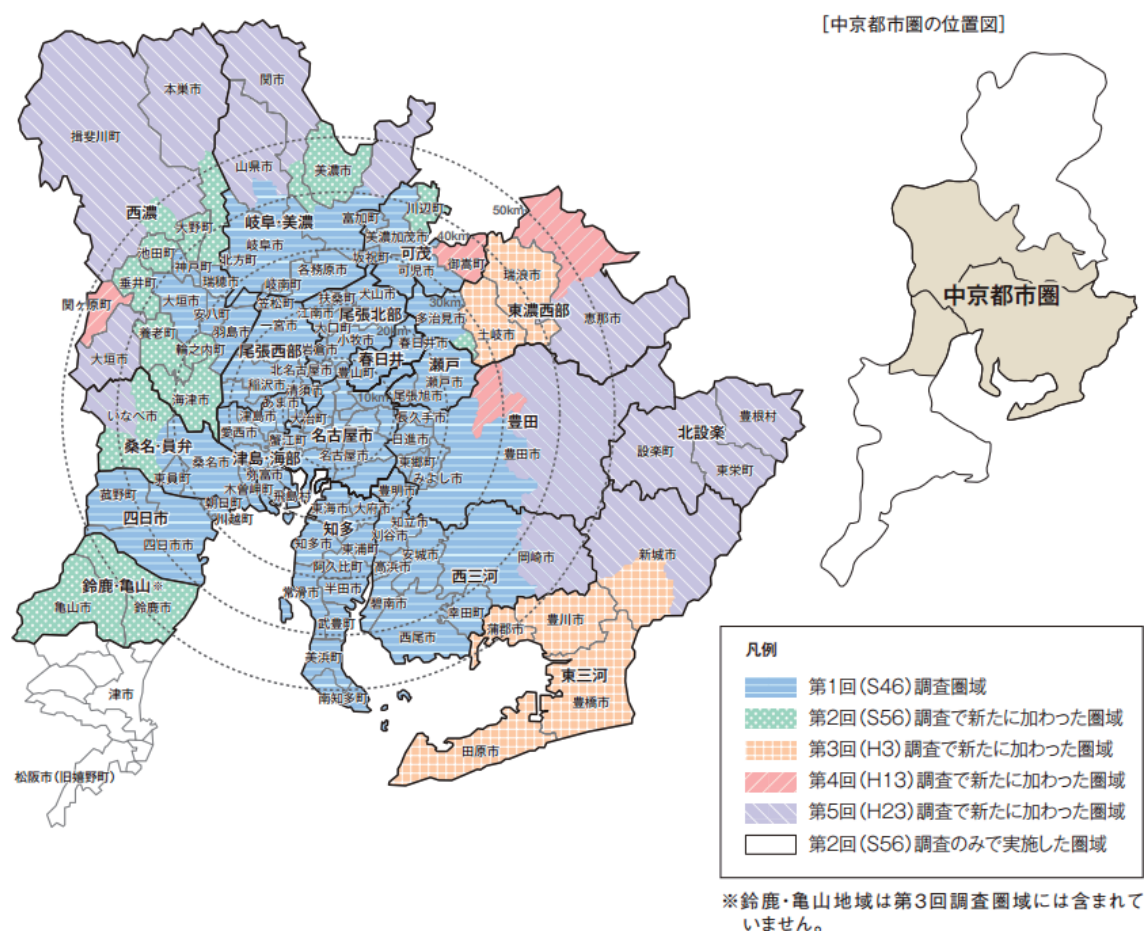 [中京都市圏の位置図]
中京都市圏
関市
本巣市
揖斐川町
山県市
美濃市
西濃
大野町
岐阜・美濃
富加町
川辺町
50km
池田町
岐阜市
美濃加茂市
40km
神戸町
北方町
坂祝町
可茂
御嵩町
瑞浪市
垂井町
瑞穂市
各務原市
可児市
関ヶ原町
大垣市
岐南町
笠松町
扶桑町
犬山市
30km
東濃西部
恵那市
安八町
江南市
尾張北部
多治見市
養老町
羽島市
一宮市
大口町
20km
土岐市
大垣市
輪之内町
尾張西部
岩倉市
小牧市
春日井市
春日井
瀬戸
北名古屋市
豊山町
瀬戸市
いなべ市
海津市
稲沢市
清須市
10km
尾張旭市
あま市
津島市
大治町
長久手市
豊田
豊根村
桑名・員弁
愛西市
蟹江町
名古屋市
日進市
北設楽
桑名市
津島・海部
名古屋市
豊田市
設楽町
東員町
弥富市
東郷町
東栄町
菰野町
木曽岬町
飛島村
豊明市
みよし市
朝日町
川越町
東海市
大府市
四日市
知多
知立市
刈谷市
四日市市
知多市
東浦町
安城市
岡崎市
新城市
阿久比町
高浜市
西三河
鈴鹿・亀山※
常滑市
半田市
亀山市
鈴鹿市
碧南市
幸田町
武豊町
蒲郡市
豊川市
西尾市
美浜町
東三河
津市
南知多町
豊橋市
田原市
松阪市(旧嬉野町)
凡例
第1回(S46)調査圏域
第2回(S56)調査で新たに加わった圏域
第3回(H3)調査で新たに加わった圏域
第4回(H13)調査で新たに加わった圏域
第5回(H23)調査で新たに加わった圏域
第2回(S56)調査のみで実施した圏域
※鈴鹿・亀山地域は第3回調査圏域には含まれて
いません。